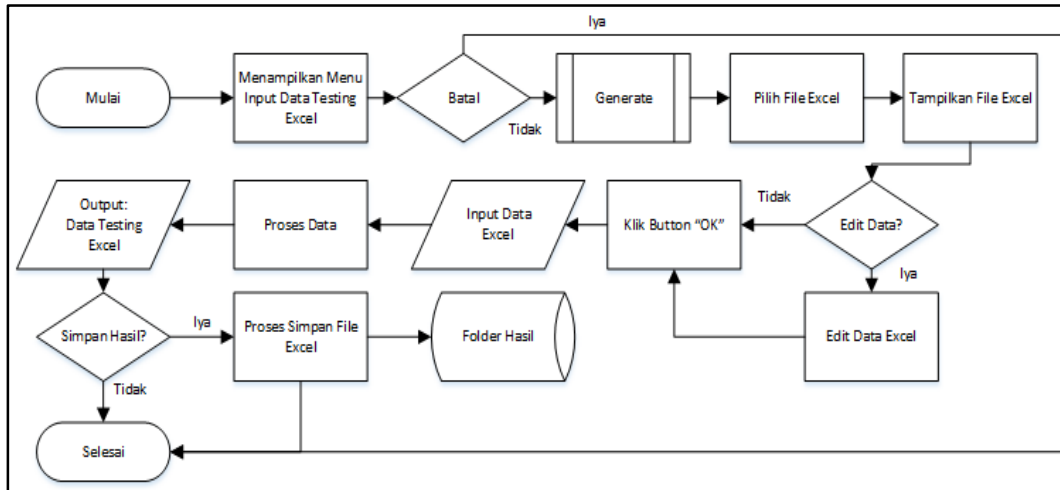 Iya
Mulai
Menampilkan Menu
Input Data Testing
Excel
Batal
Tidak
Generate
Pilih File Excel
Tampilkan File Excel
Output:
Data Testing
Excel
Proses Data
Input Data
Excel
Klik Button “OK”
Tidak
Edit Data?
Iya
Simpan Hasil?
Iya
Proses Simpan File
Excel
Folder Hasil
Edit Data Excel
Tidak
Selesai